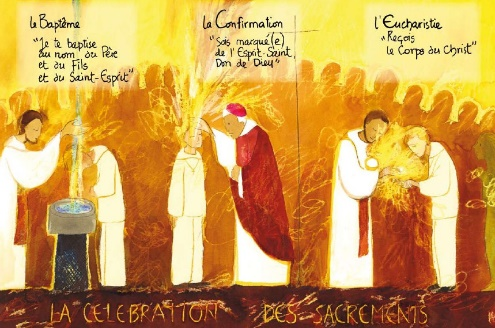 le Baptême
"Je te baptise
au nom du Père
et du Fils
et du Saint-Esprit"
la Confirmation
"Sois marqué(e)
de l'Esprit-Saint,
Don de Dieu"
l'Eucharistie
"Reçois
le Corps du Christ"
LA CELEBRATION DES SACREMENTS